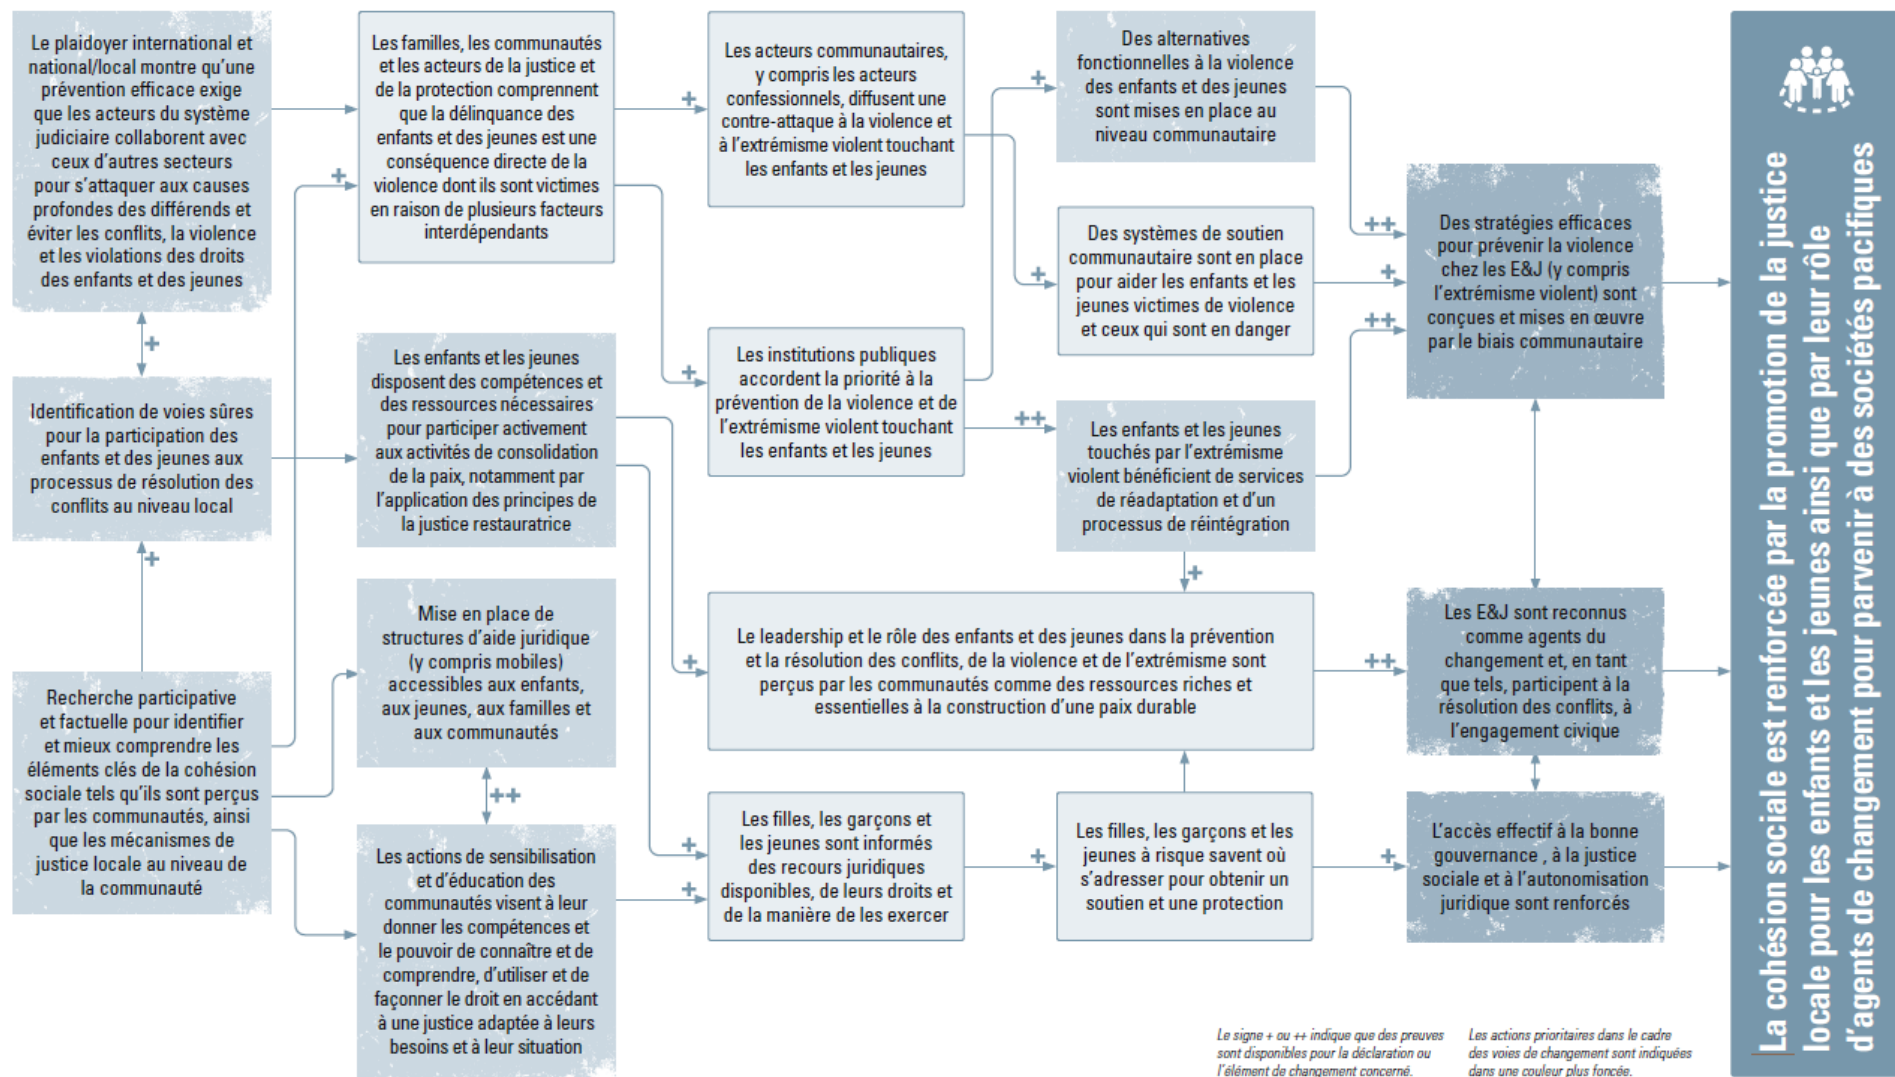 Le plaidoyer international et
national/local montre qu'une
prévention efficace exige
que les acteurs du système
judiciaire collaborent avec
ceux d'autres secteurs
pour s'attaquer aux causes
profondes des différends et
éviter les conflits, la violence
et les violations des droits
des enfants et des jeunes
+
Identification de voies sûres
pour la participation des
enfants et des jeunes aux
processus de résolution des
conflits au niveau local
+
Recherche participative
et factuelle pour identifier
et mieux comprendre les
éléments clés de la cohésion
sociale tels qu'ils sont perçus
par les communautés, ainsi
que les mécanismes de
justice locale au niveau de
la communauté
+
Les familles, les communautés
et les acteurs de la justice et
de la protection comprennent
que la délinquance des
enfants et des jeunes est une
conséquence directe de la
violence dont ils sont victimes
en raison de plusieurs facteurs
interdépendants
Les enfants et les jeunes
disposent des compétences et
des ressources nécessaires
pour participer activement
aux activités de consolidation
de la paix, notamment par
l'application des principes de
la justice restauratrice
Mise en place de
structures d'aide juridique
(y compris mobiles)
accessibles aux enfants,
aux jeunes, aux familles et
aux communautés
++
Les actions de sensibilisation
et d'éducation des
communautés visent à leur
donner les compétences et
le pouvoir de connaître et de
comprendre, d'utiliser et de
façonner le droit en accédant
à une justice adaptée à leurs
besoins et à leur situation
+
Les acteurs communautaires,
y compris les acteurs
confessionnels, diffusent une
contre-attaque à la violence et
à l'extrémisme violent touchant
les enfants et les jeunes
+
Les institutions publiques
accordent la priorité à la
prévention de la violence et de
l'extrémisme violent touchant
les enfants et les jeunes
+
Le leadership et le rôle des enfants et des jeunes dans la prévention
et la résolution des conflits, de la violence et de l'extrémisme sont
perçus par les communautés comme des ressources riches et
essentielles à la construction d'une paix durable
+
+
Les filles, les garçons et
les jeunes sont informés
des recours juridiques
disponibles, de leurs droits et
de la manière de les exercer
+
Des alternatives
fonctionnelles à la violence
des enfants et des jeunes
sont mises en place au
niveau communautaire
+
Des systèmes de soutien
communautaire sont en place
pour aider les enfants et les
jeunes victimes de violence
et ceux qui sont en danger
++
Les enfants et les jeunes
touchés par l'extrémisme
violent bénéficient de services
de réadaptation et d'un
processus de réintégration
+
+
Les filles, les garçons et les
jeunes à risque savent où
s'adresser pour obtenir un
soutien et une protection
++
+
++
Des stratégies efficaces
pour prévenir la violence
chez les E&J (y compris
l'extrémisme violent) sont
conçues et mises en œuvre
par le biais communautaire
++
Les E&J sont reconnus
comme agents du
changement et, en tant
que tels, participent à la
résolution des conflits, à
l'engagement civique
+
L'accès effectif à la bonne
gouvernance , à la justice
sociale et à l'autonomisation
juridique sont renforcés
La cohésion sociale est renforcée par la promotion de la justice
locale pour les enfants et les jeunes ainsi que par leur rôle
d'agents de changement pour parvenir à des sociétés pacifiques
Le signe + ou ++ indique que des preuves
sont disponibles pour la déclaration ou
l'élément de changement concerné.
Les actions prioritaires dans le cadre
des voies de changement sont indiquées
dans une couleur plus foncée.